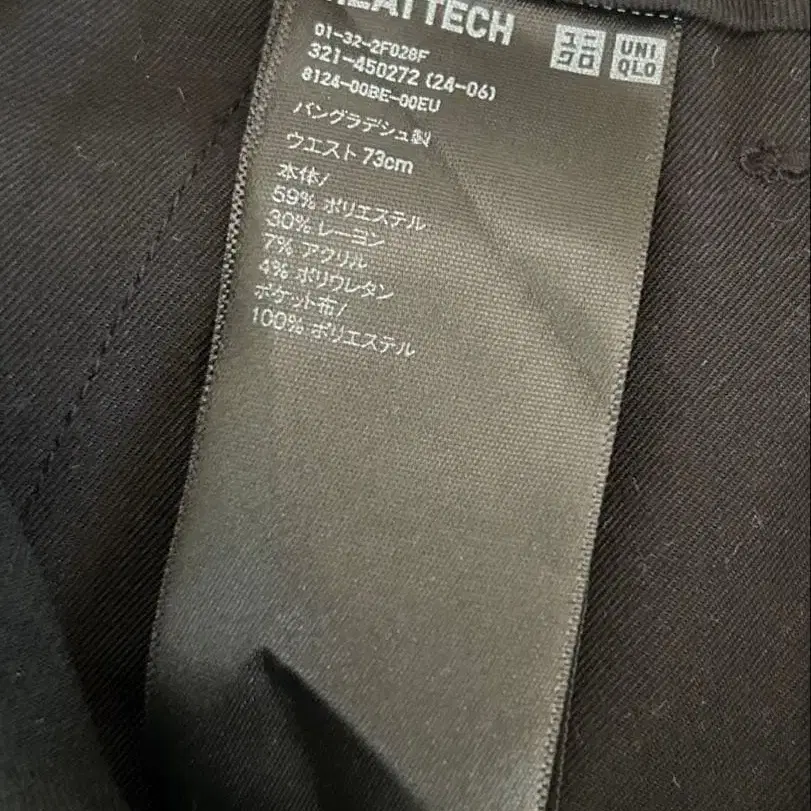 HEATTECH
ユニ
クロ
UNI
QLO
01-32-2F028F
321-450272 (24-06)
8124-00BE-00EU
バングラデシュ製
ウエスト 73cm
本体/
59% ポリエステル
30% レーヨン
7% アクリル
4% ポリウレタン
ポケット布/
100% ポリエステル